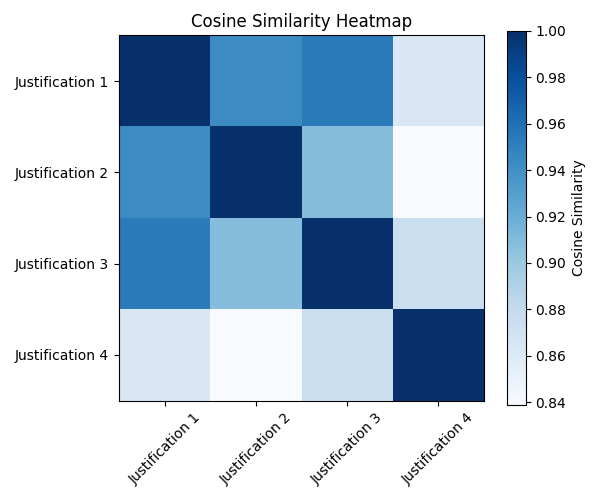 Cosine Similarity Heatmap
Justification 1
Justification 2
Justification 3
Justification 4
Justification 1
Justification 2
Justification 3
Justification 4
1.00
0.98
0.96
0.94
0.92
0.90
0.88
0.86
0.84
Cosine Similarity